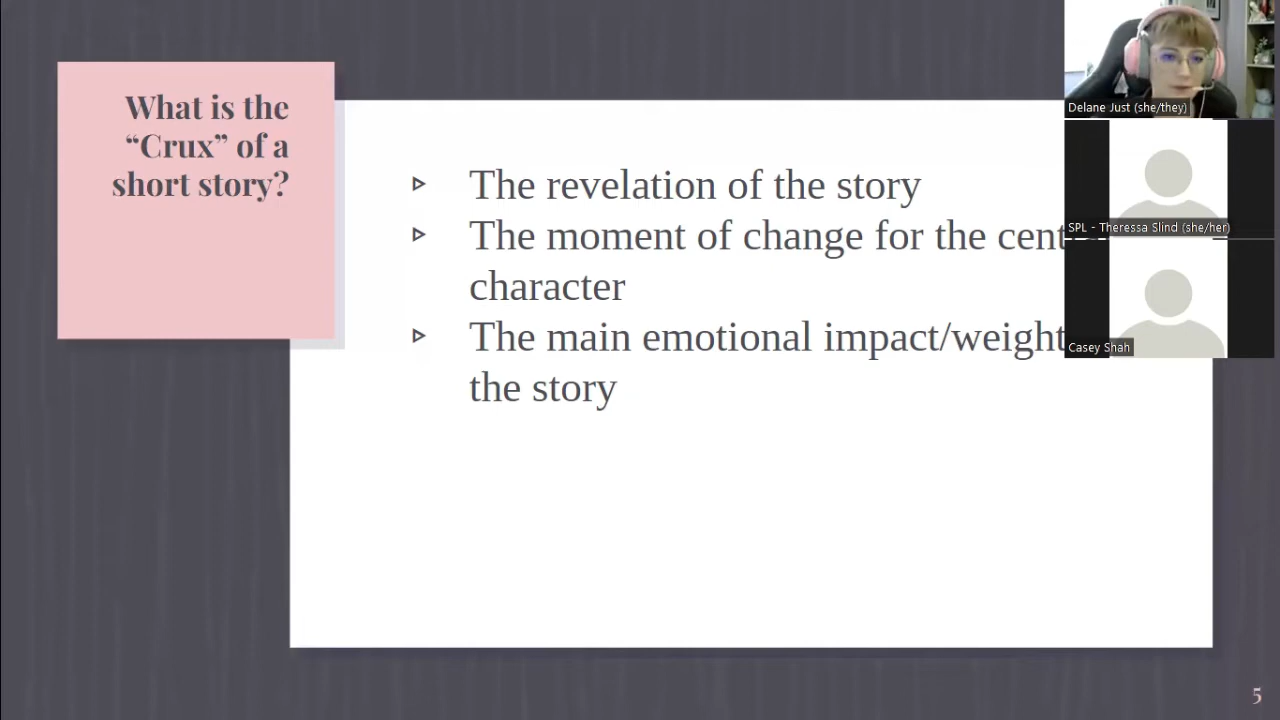 What is the
“Crux” of a
short story?
The revelation of the story
The moment of change for the
character
The main emotional impact/weight
the story
Delane Just (she/they)
SPL - Theressa Slind (she/her)
Casey Shah
5